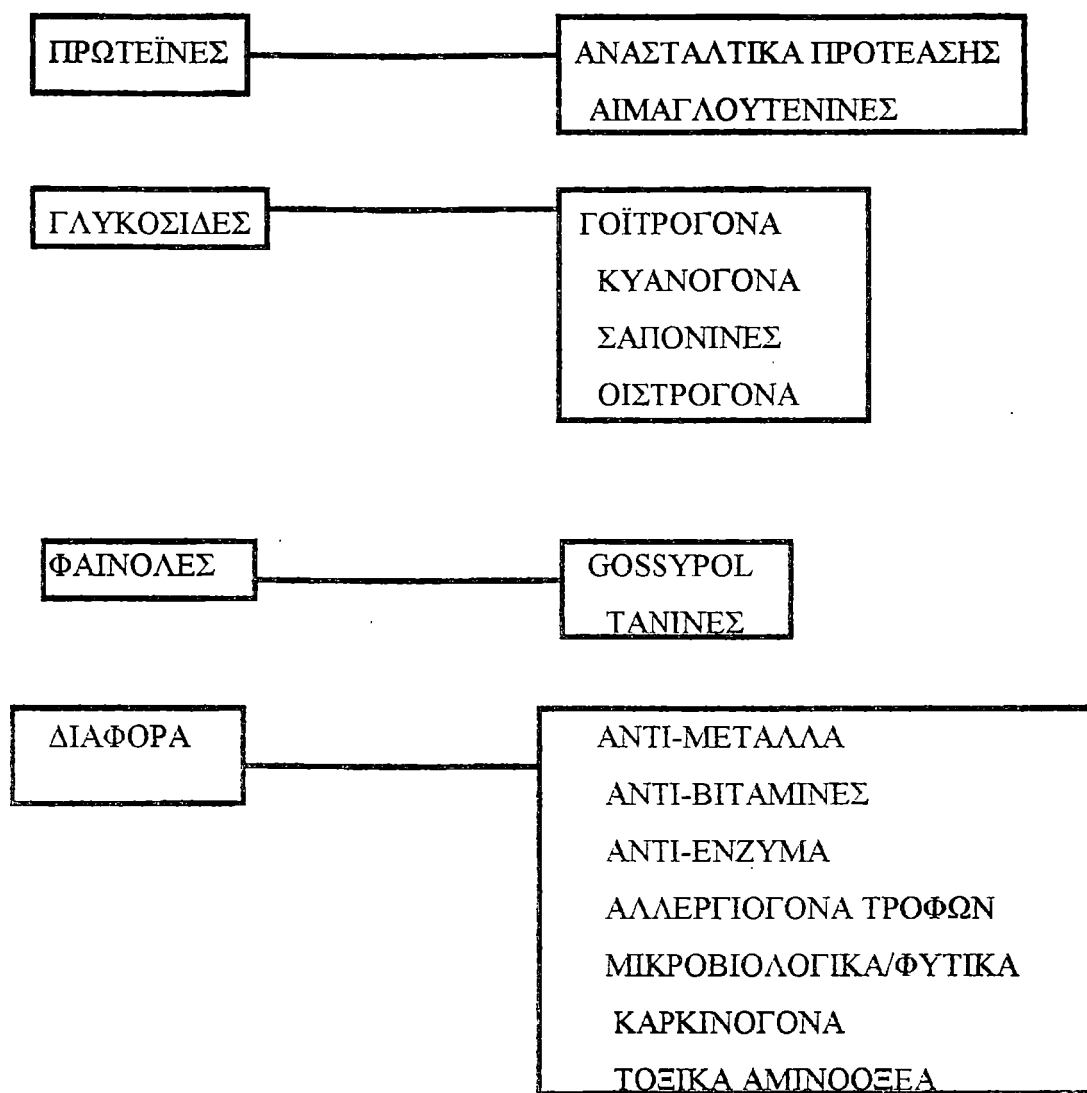 ΠΡΩΤΕΪΝΕΣ
ΑΝΑΣΤΑΛΤΙΚΑ ΠΡΟΤΕΑΣΗΣ
ΑΙΜΑΓΛΟΥΤΕΝΙΝΕΣ
ΓΛΥΚΟΣΙΔΕΣ
ΓΟΪΤΡΟΓΟΝΑ
ΚΥΑΝΟΓΟΝΑ
ΣΑΠΟΝΙΝΕΣ
ΟΙΣΤΡΟΓΟΝΑ
ΦΑΙΝΟΛΕΣ
GOSSYPOL
ΤΑΝΙΝΕΣ
ΔΙΑΦΟΡΑ
ΑΝΤΙ-ΜΕΤΑΛΛΑ
ΑΝΤΙ-ΒΙΤΑΜΙΝΕΣ
ΑΝΤΙ-ΕΝΖΥΜΑ
ΑΛΛΕΡΓΙΟΓΟΝΑ ΤΡΟΦΩΝ
ΜΙΚΡΟΒΙΟΛΟΓΙΚΑ/ΦΥΤΙΚΑ
ΚΑΡΚΙΝΟΓΟΝΑ
ΤΟΞΙΚΑ ΑΜΙΝΟΟΞΕΑ